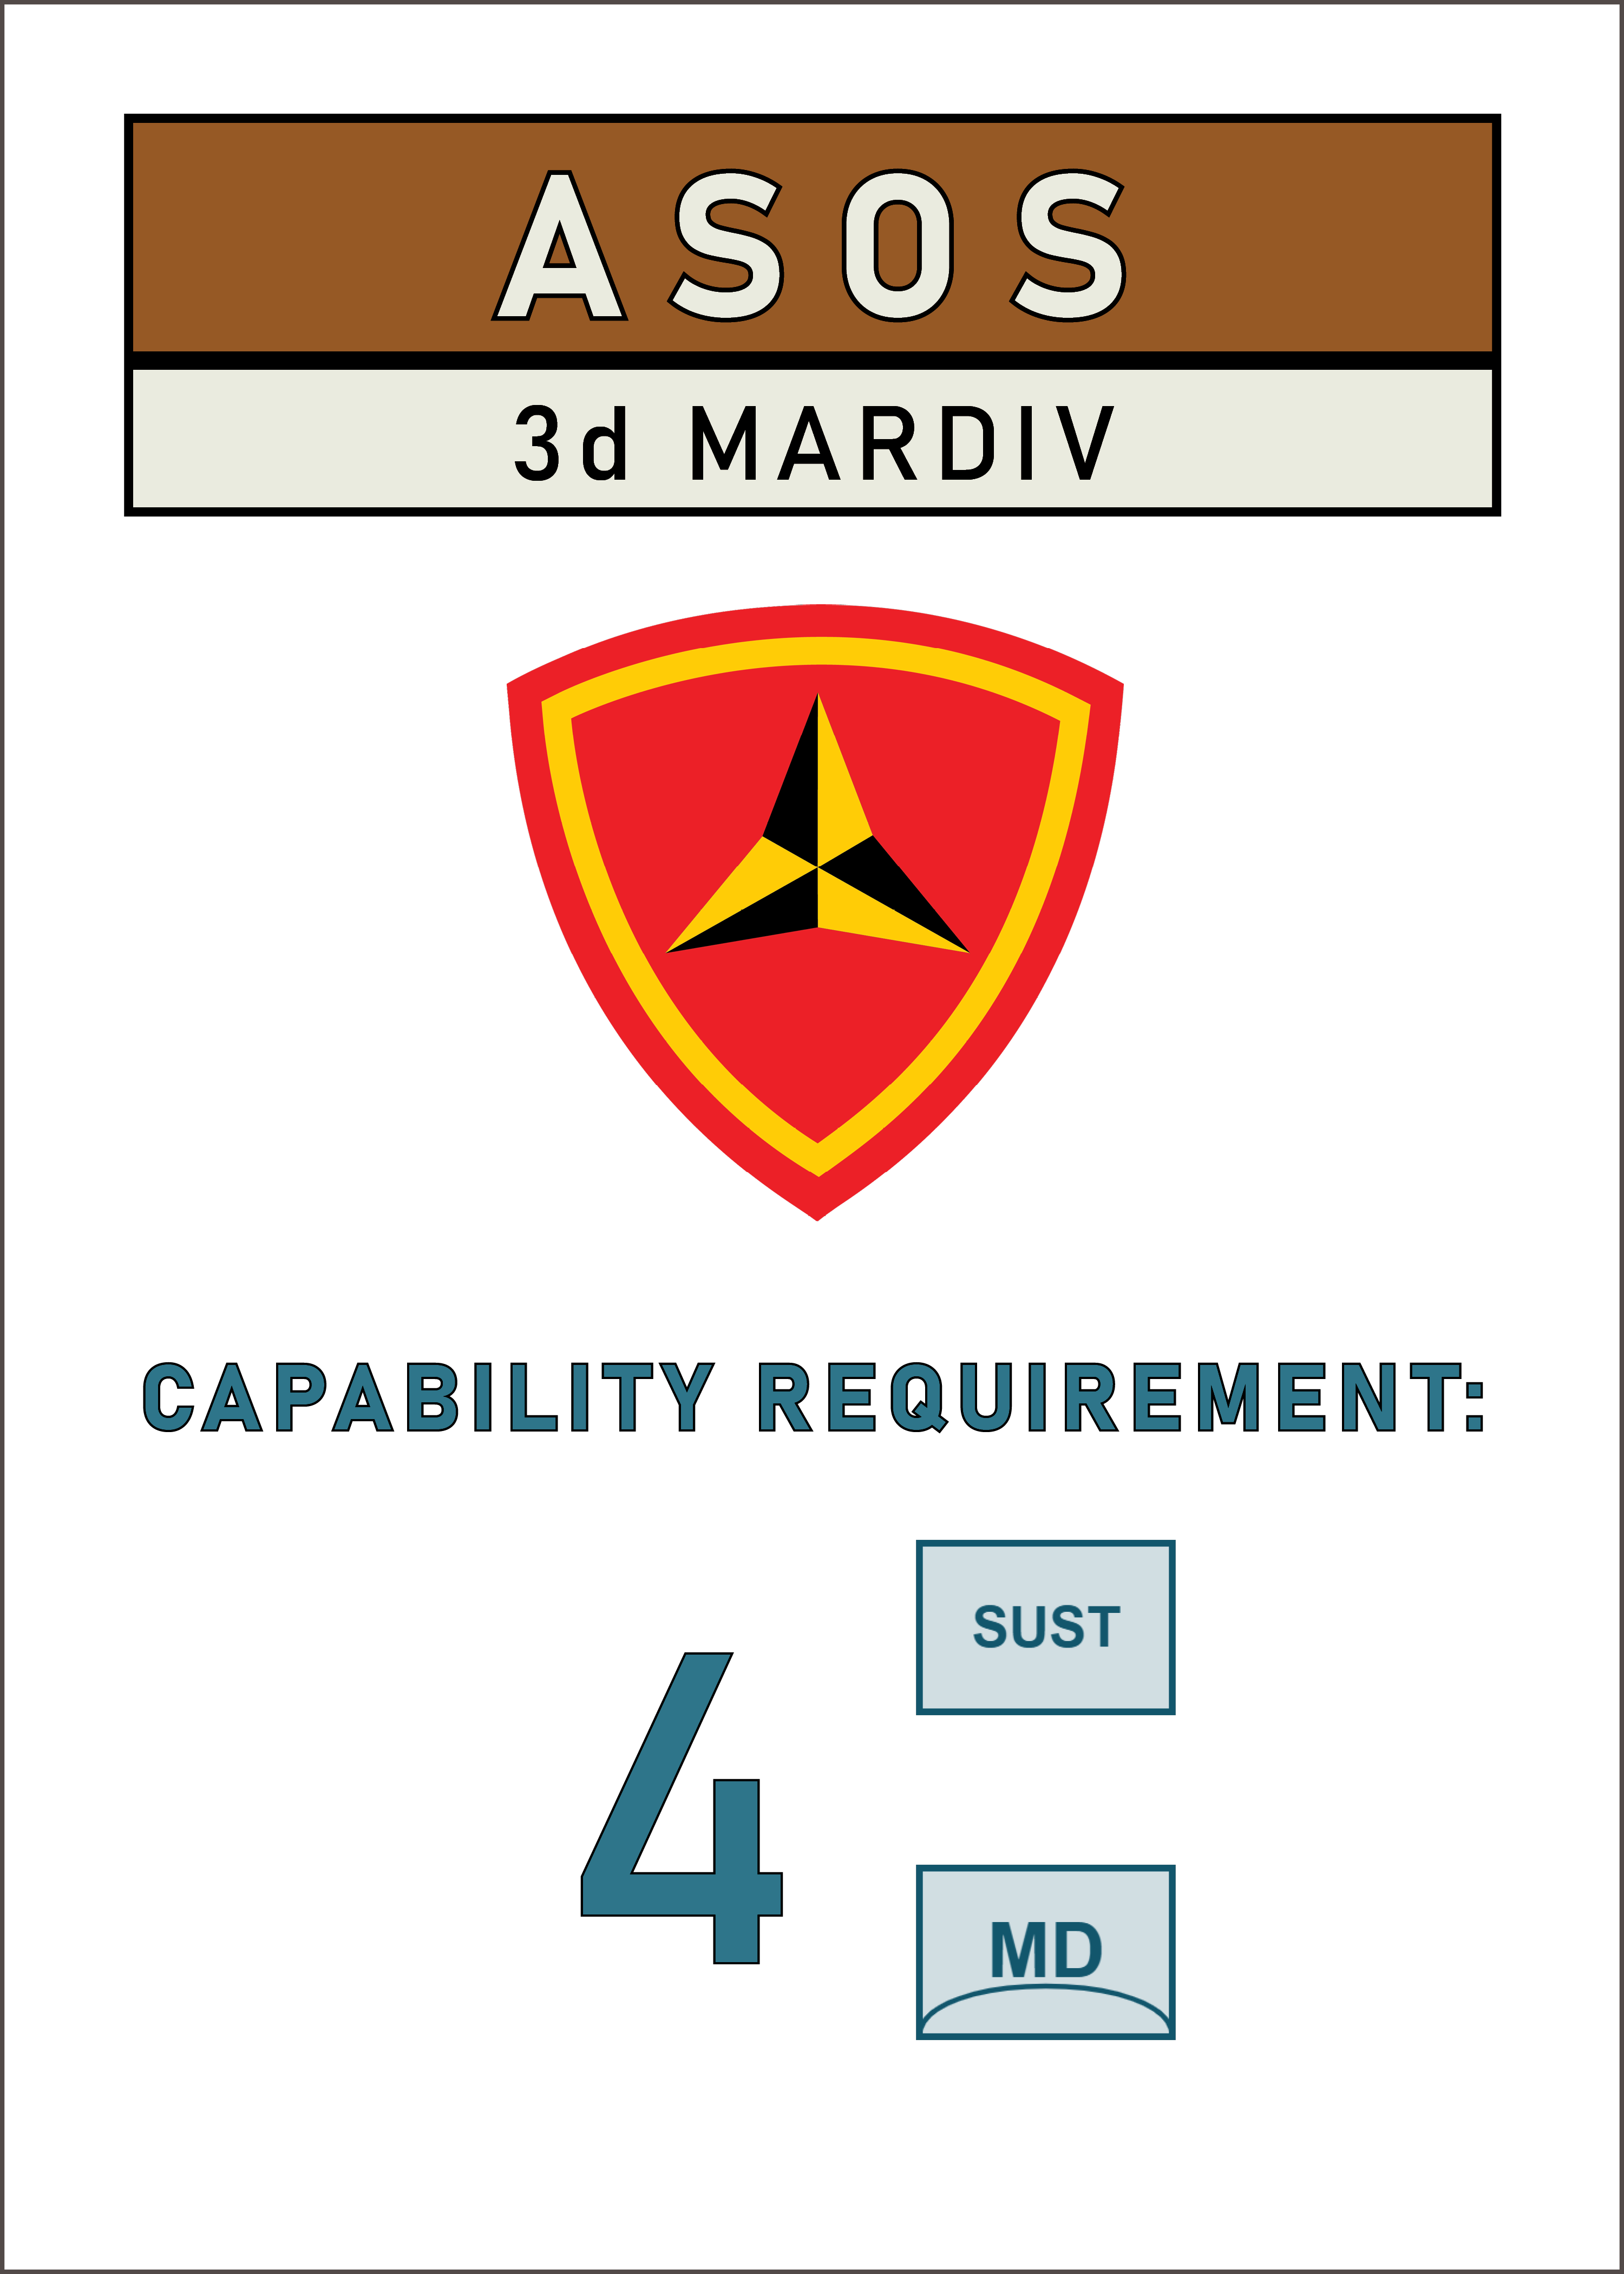 ASOS
3d MARDIV
CAPABILITY REQUIREMENT:
4
SUST
MD